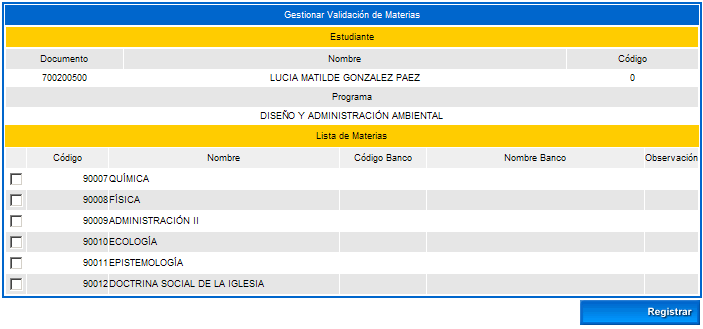 Gestionar Validación de Materias
Estudiante
Documento Nombre Código
700200500 LUCIA MATILDE GONZALEZ PAEZ 0
Programa
DISEÑO Y ADMINISTRACIÓN AMBIENTAL
Lista de Materias
Código Nombre Código Banco Nombre Banco Observación
90007 QUÍMICA
90008 FÍSICA
90009 ADMINISTRACIÓN II
90010 ECOLOGÍA
90011 EPISTEMOLOGÍA
90012 DOCTRINA SOCIAL DE LA IGLESIA
Registrar